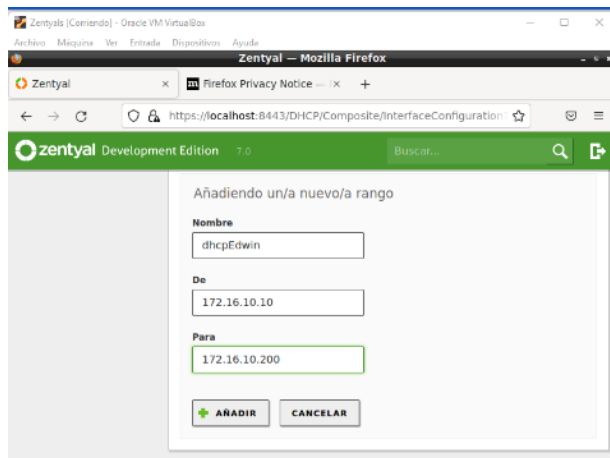 Zentyals [Corriendo] - Oracle VM VirtualBox
Archivo Máquina Ver Entrada Dispositivos Ayuda
Zentyal — Mozilla Firefox
Zentyal
Firefox Privacy Notice —
https://localhost:8443/DHCP/Composite/InterfaceConfiguration
zentyal Development Edition 7.0 Buscar...
Añadiendo un/a nuevo/a rango
Nombre
dhcpEdwin
De
172.16.10.10
Para
172.16.10.200
AÑADIR CANCELAR